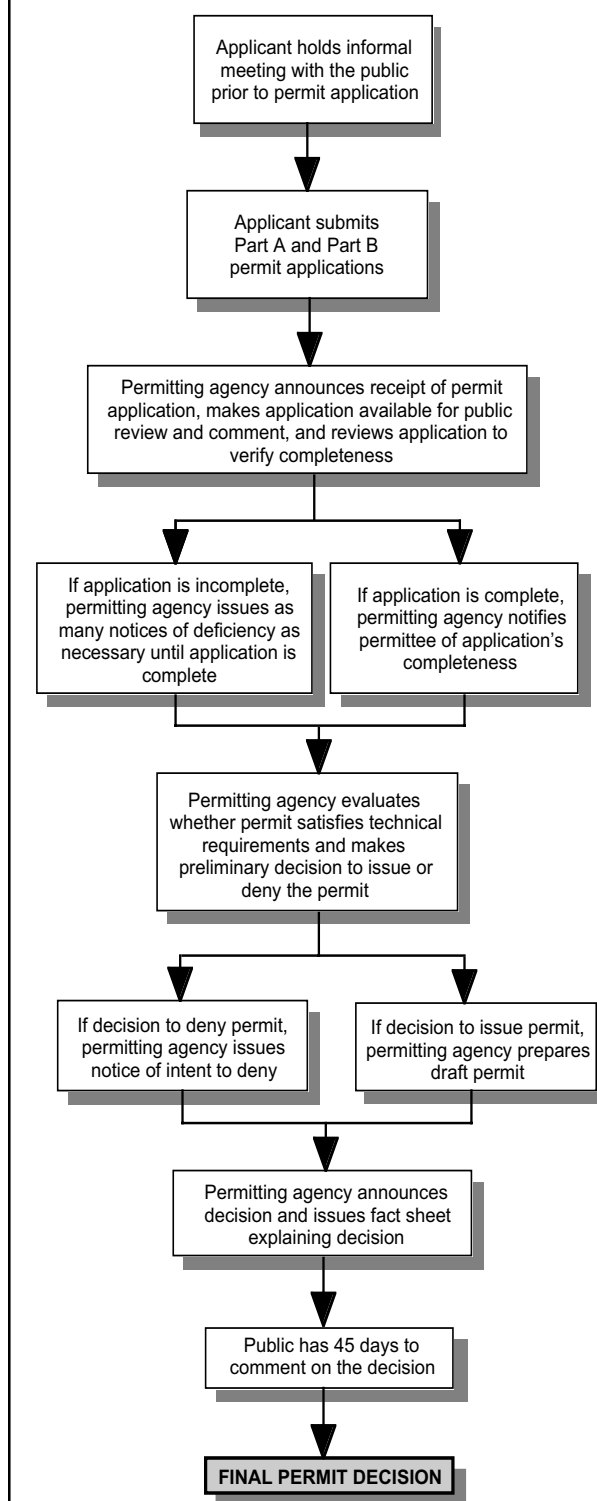 Applicant holds informal
meeting with the public
prior to permit application
Applicant submits
Part A and Part B
permit applications
Permitting agency announces receipt of permit
application, makes application available for public
review and comment, and reviews application to
verify completeness
If application is incomplete,
permitting agency issues as
many notices of deficiency as
necessary until application is
complete
If application is complete,
permitting agency notifies
permittee of application’s
completeness
Permitting agency evaluates
whether permit satisfies technical
requirements and makes
preliminary decision to issue or
deny the permit
If decision to deny permit,
permitting agency issues
notice of intent to deny
If decision to issue permit,
permitting agency prepares
draft permit
Permitting agency announces
decision and issues fact sheet
explaining decision
Public has 45 days to
comment on the decision
FINAL PERMIT DECISION